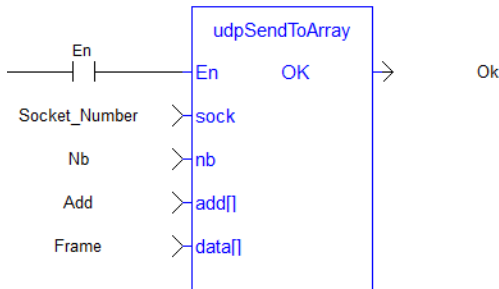 udpSendToArray
En
En OK Ok
Socket_Number sock
Nb nb
Add add[]
Frame data[]